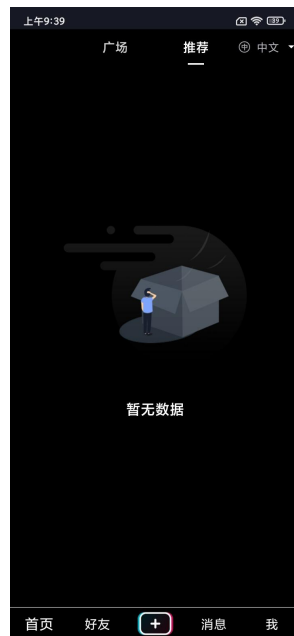 上午9:39
广场 推荐 中 中文
暂无数据
首页 好友 + 消息 我